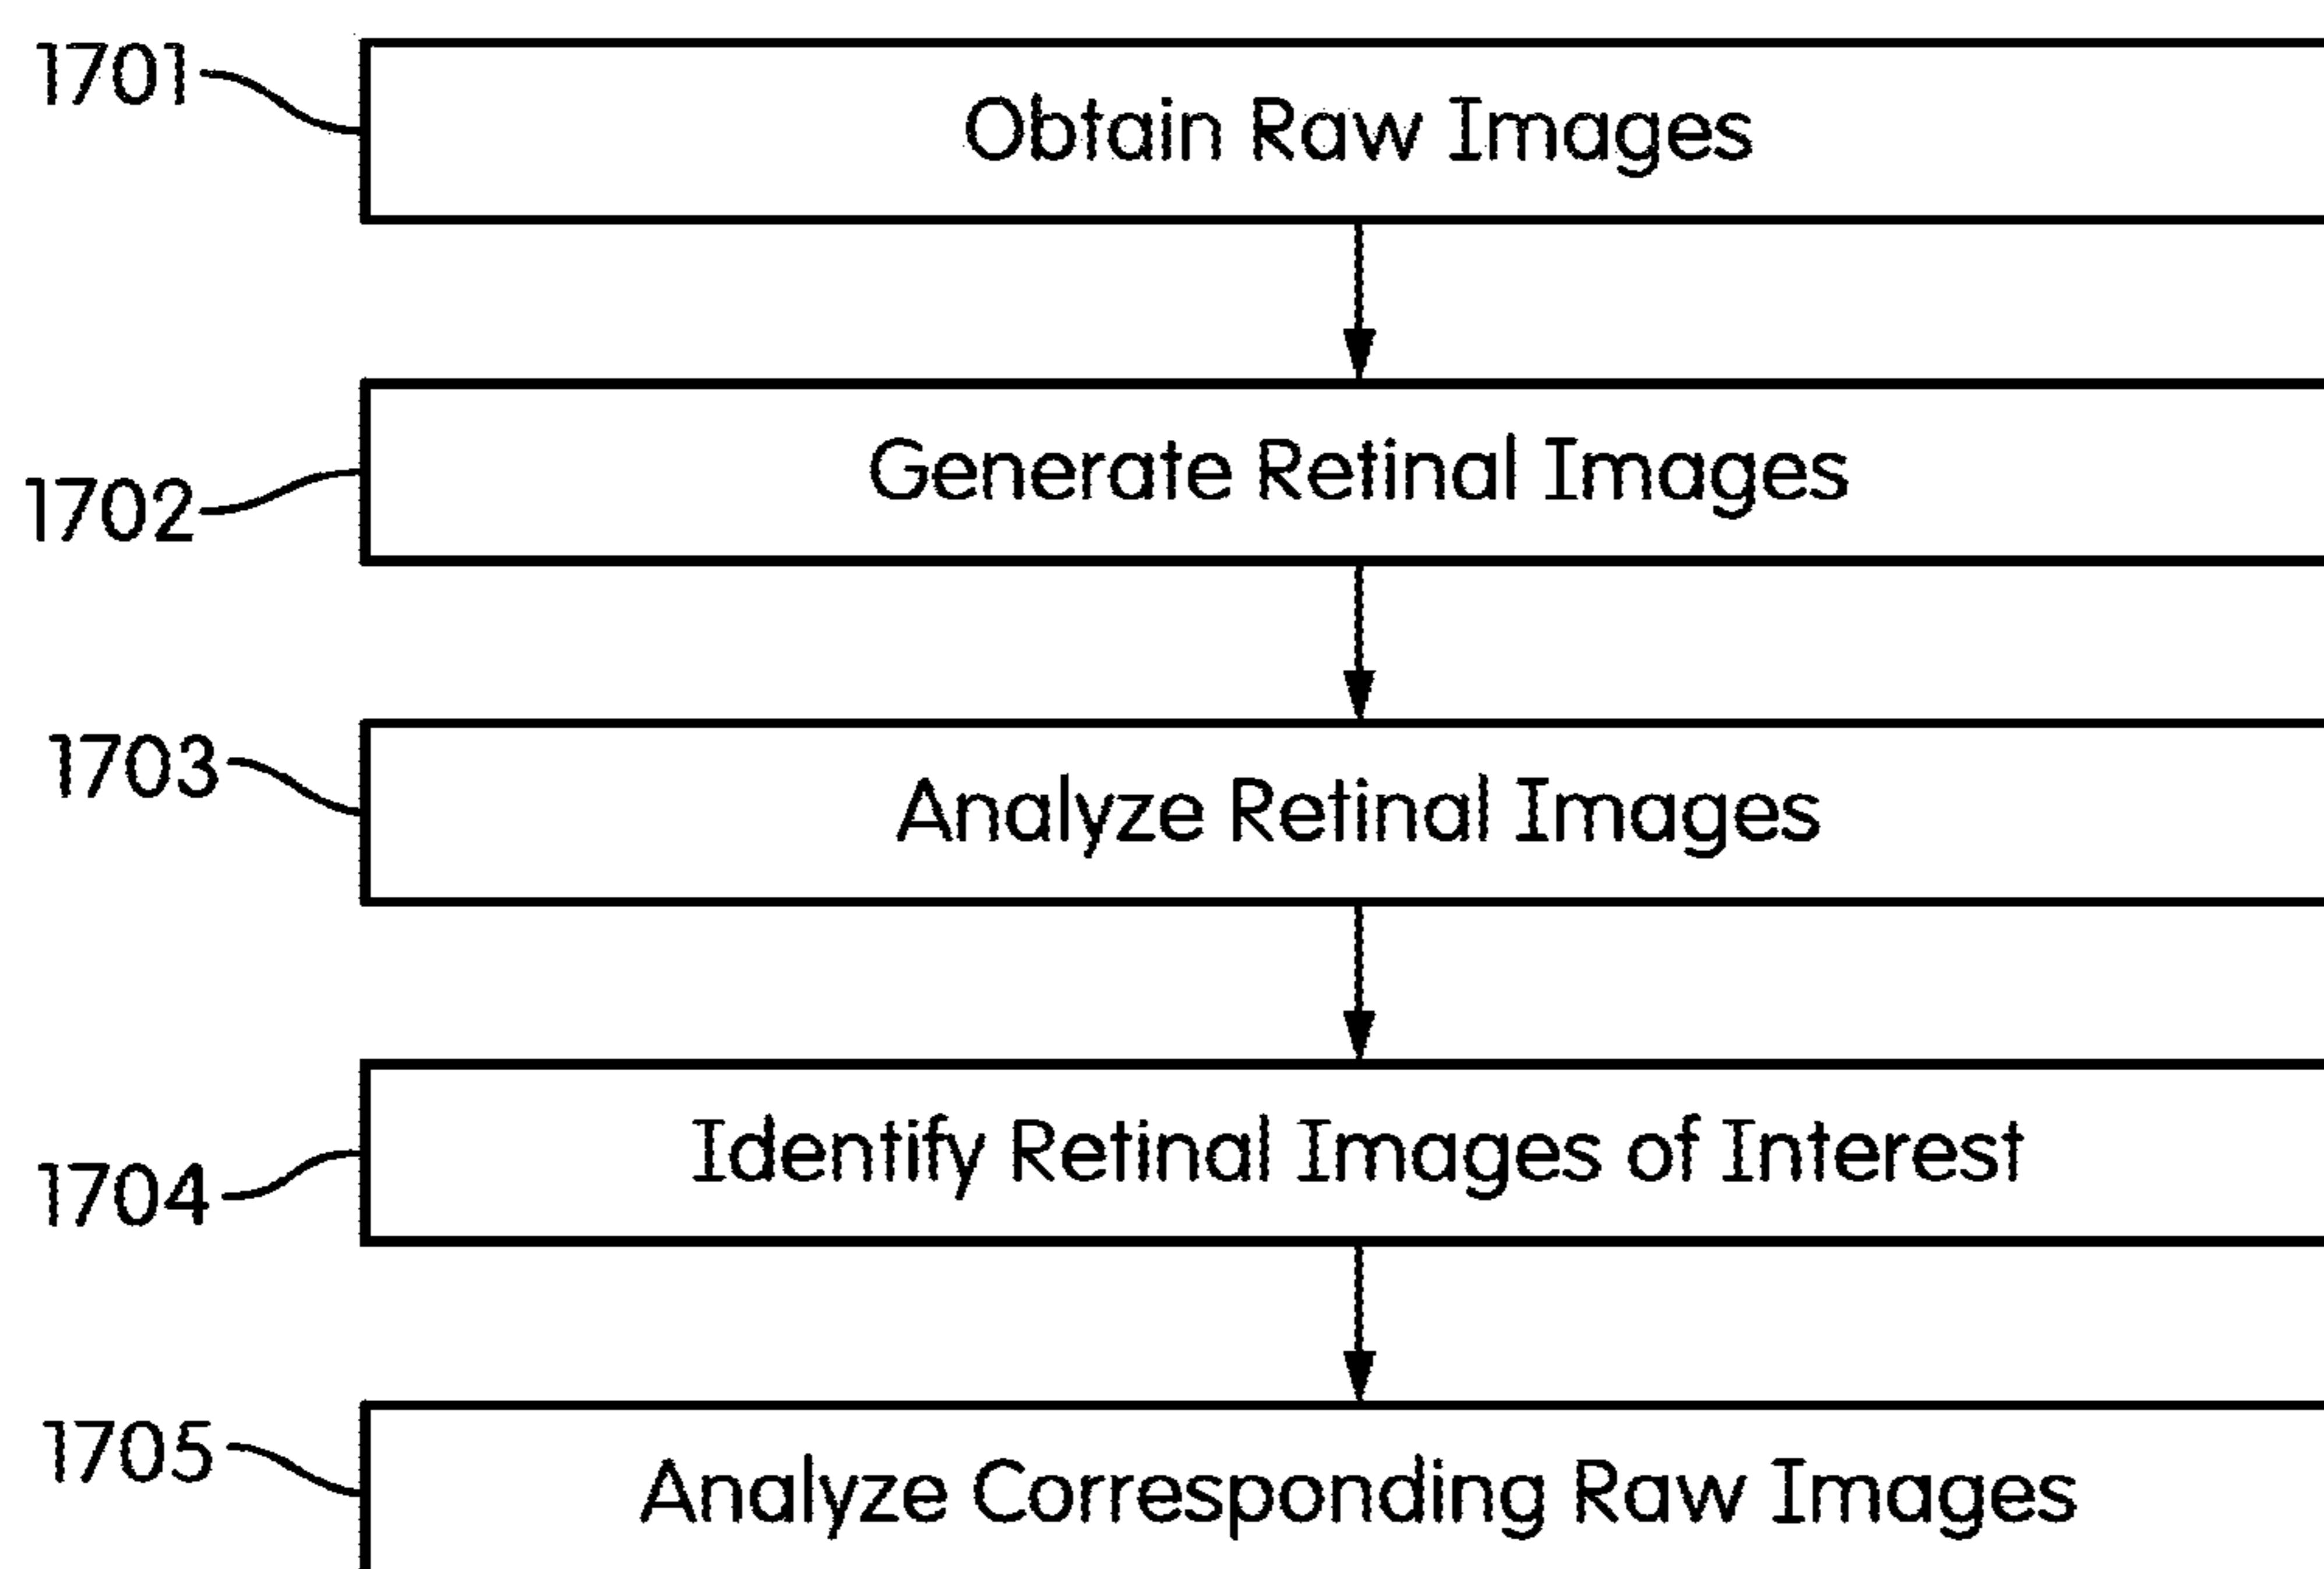 1701
Obtain Raw Images
1702
Generate Retinal Images
1703
Analyze Retinal Images
1704
Identify Retinal Images of Interest
1705
Analyze Corresponding Raw Images